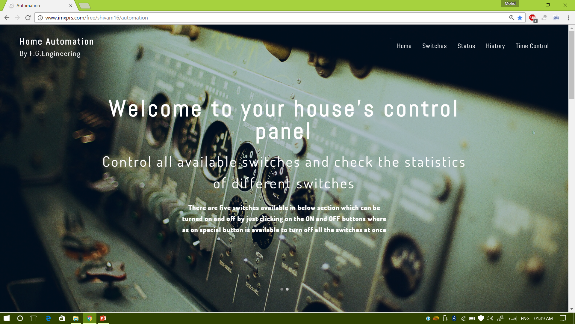 Automation
Home Automation
By F.G.Engineering
Home Switches Status History Time Control
Welcome to your house's control
panel
Control all available switches and check the statistics
of different switches
There are five switches available in below section which can be
turned on and off by just clicking on the ON and OFF buttons where
as on special button is available to turn off all the switches at once